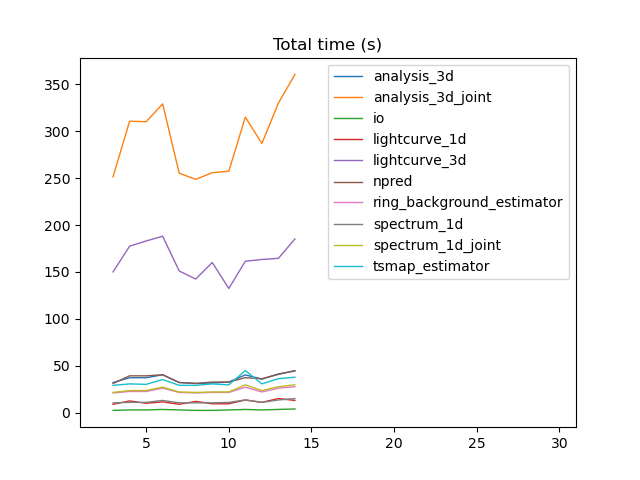 Total time (s)
350
300
250
200
150
100
50
0
5
10
15
20
25
30
analysis_3d
analysis_3d_joint
io
lightcurve_1d
lightcurve_3d
npred
ring_background_estimator
spectrum_1d
spectrum_1d_joint
tsmap_estimator